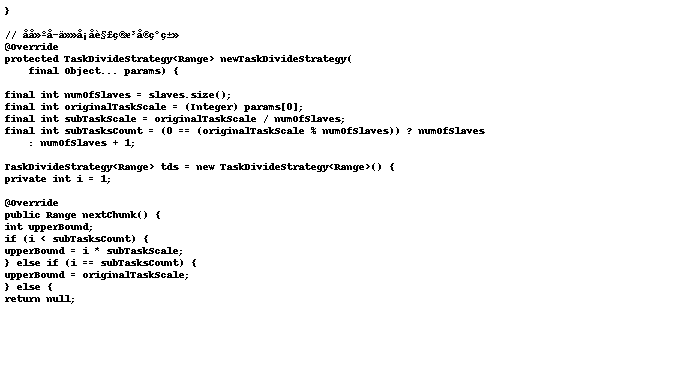 }
//
@Override
protected TaskDivideStrategy<Range> newTaskDivideStrategy(
final Object... params) {
final int numOfSlaves = slaves.size();
final int originalTaskScale = (Integer) params[0];
final int subTaskScale = originalTaskScale / numOfSlaves;
final int subTasksCount = (0 == (originalTaskScale % numOfSlaves)) ? numOfSlaves
: numOfSlaves + 1;
TaskDivideStrategy<Range> tds = new TaskDivideStrategy<Range>() {
private int i = 1;
@Override
public Range nextChunk() {
int upperBound;
if (i < subTasksCount) {
upperBound = i * subTaskScale;
} else if (i == subTasksCount) {
upperBound = originalTaskScale;
} else {
return null;